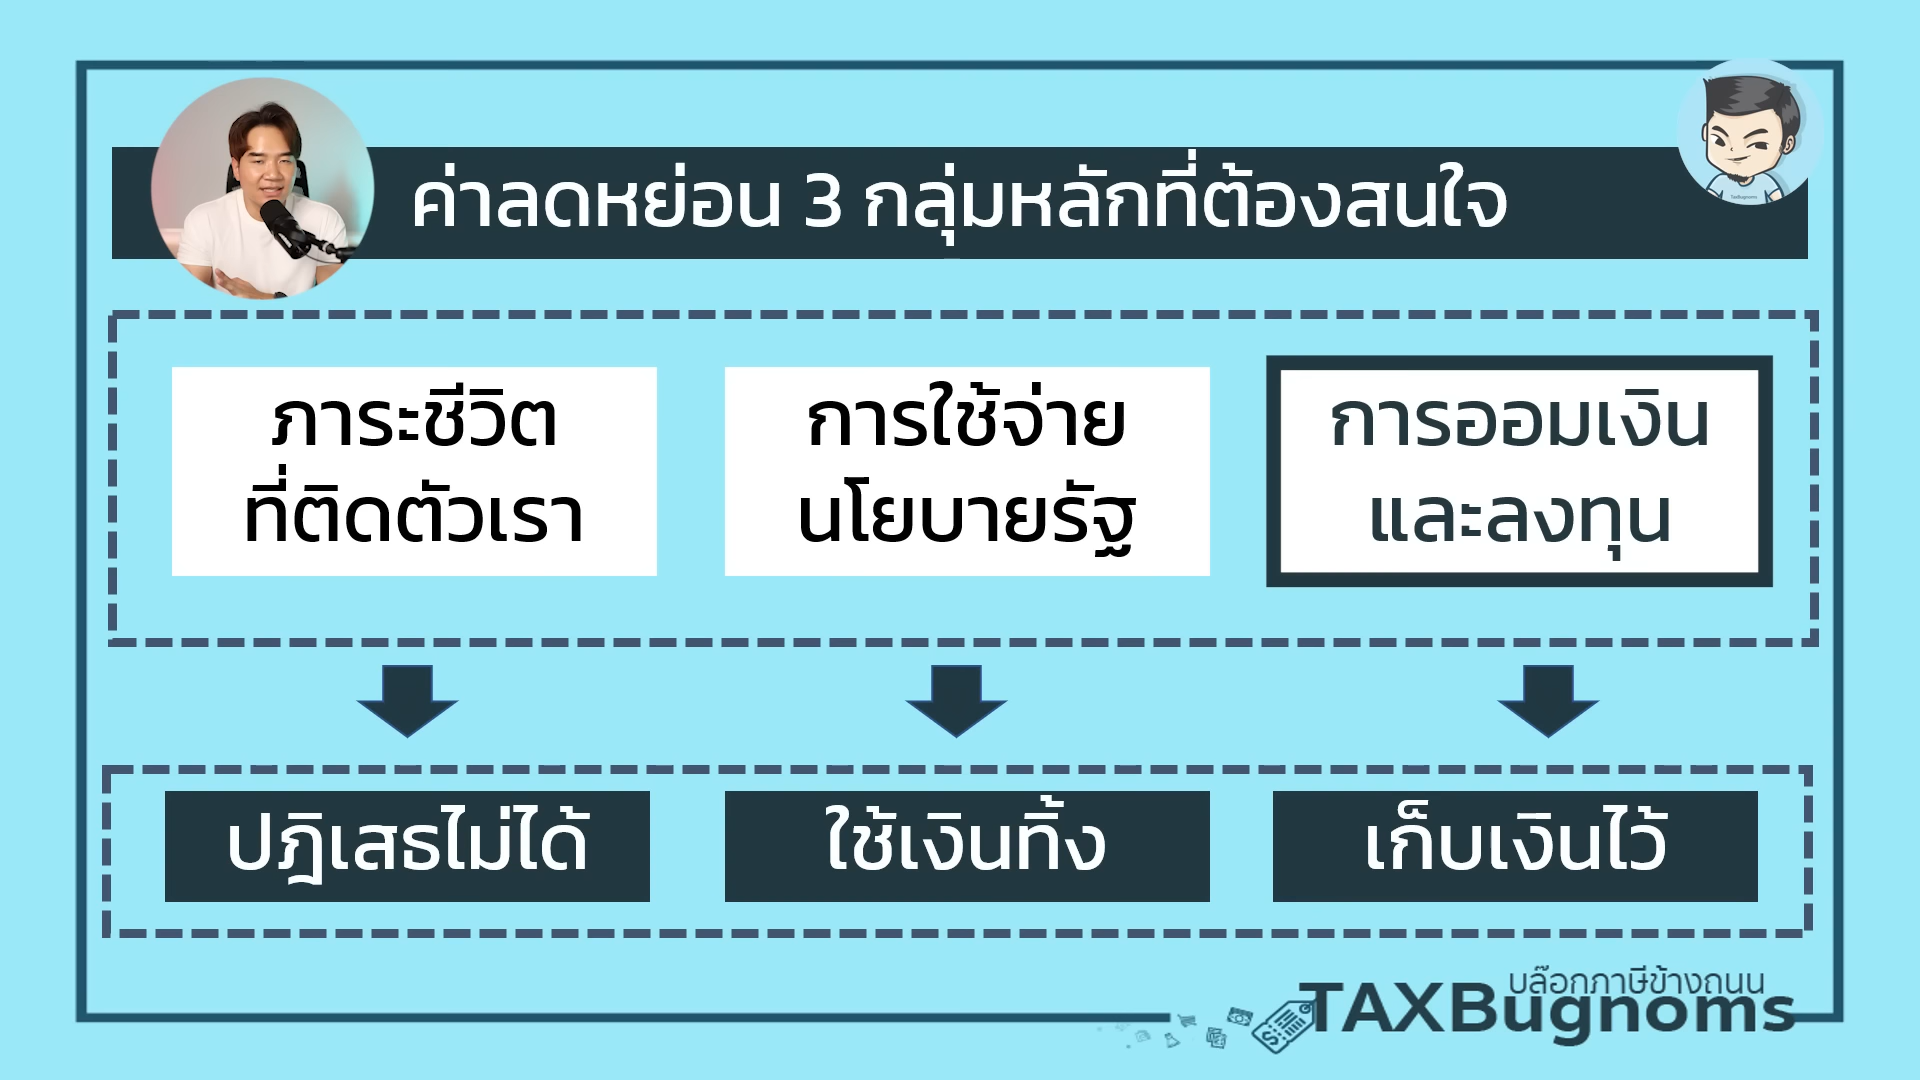 ค่าลดหย่อน 3 กลุ่มหลักที่ต้องสนใจ
ภาระชีวิต
ที่ติดตัวเรา
การใช้จ่าย
นโยบายรัฐ
การออมเงิน
และลงทุน
ปฏิเสธไม่ได้
ใช้เงินทิ้ง
เก็บเงินไว้
บล๊อกภาษีข้างถนน
TAXBugnoms